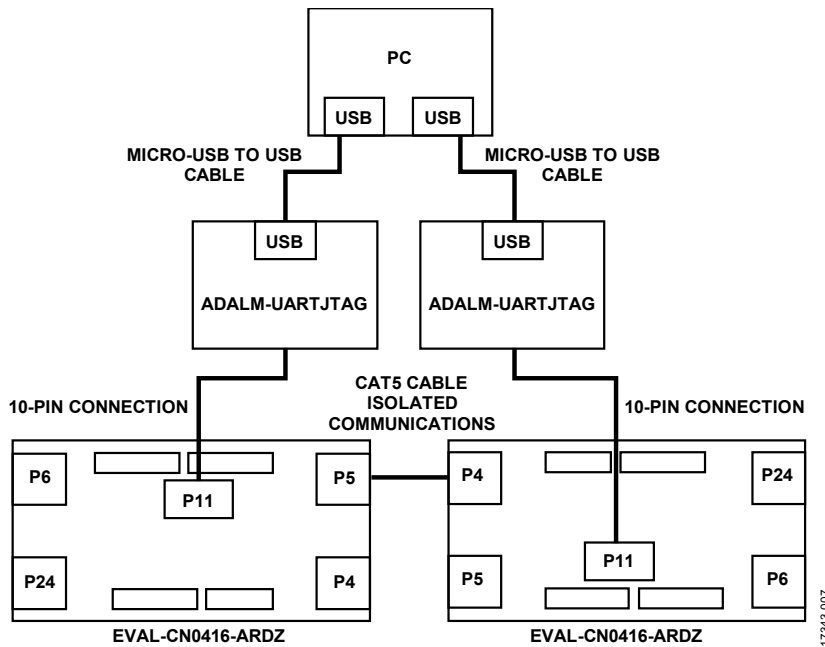 PC
USB
USB
MICRO-USB TO USB
CABLE
MICRO-USB TO USB
CABLE
USB
USB
ADALM-UARTJTAG
ADALM-UARTJTAG
10-PIN CONNECTION
CAT5 CABLE
ISOLATED
COMMUNICATIONS
10-PIN CONNECTION
P6
P11
P5
P24
P4
P4
P24
P5
P11
P6
EVAL-CN0416-ARDZ
EVAL-CN0416-ARDZ
17343-007